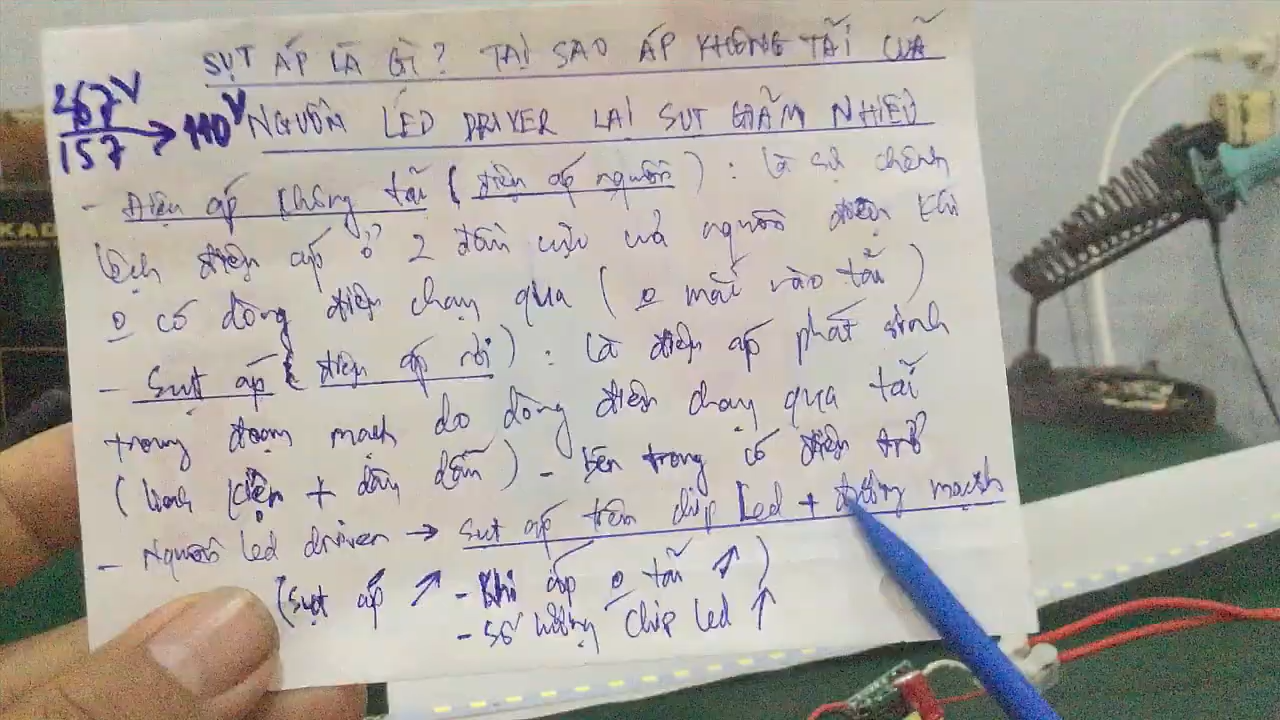 SỤT ÁP LÀ GÌ? TẠI SAO ÁP KHÔNG TẢI CỦA
267V
157 → 110V
NGUỒN LED DRIVER LẠI SỤT GIẢM NHIỀU
- Điện áp không tải (điện áp nguồn): là sự chênh
lệch điện áp ở 2 đầu cực của nguồn điện khi
o có dòng điện chạy qua (o mắc vào tải)
- Sụt áp (điện áp rơi): là điện áp phát sinh
trong đoạn mạch do dòng điện chạy qua tải
(linh kiện + dây dẫn) - bên trong có điện trở
- Nguồn led driver → Sụt áp trên chip Led + đường mạch
(Sụt áp ↗ - Khi áp o tải ↗)
- Số lượng chip led ↑
KAD